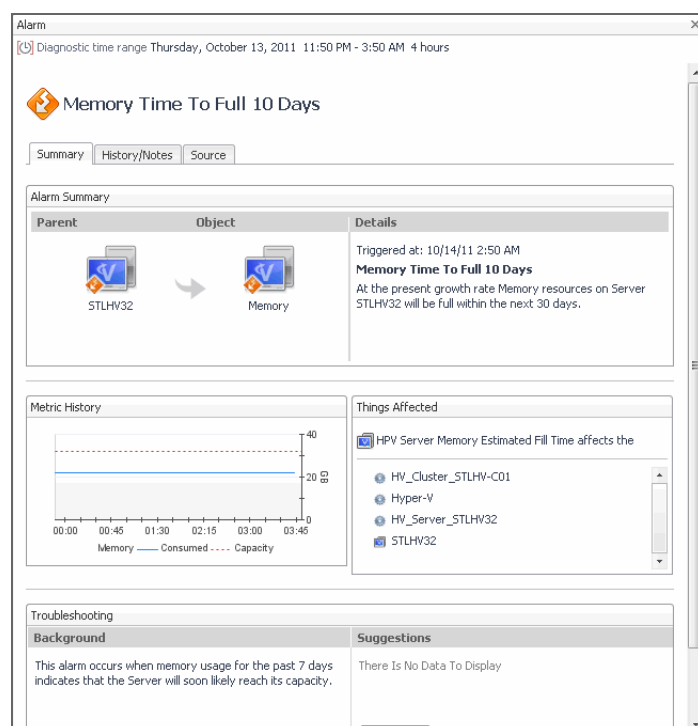 Alarm
Diagnostic time range Thursday, October 13, 2011 11:50 PM - 3:50 AM 4 hours
Memory Time To Full 10 Days
Summary
History/Notes
Source
Alarm Summary
Parent
Object
Details
STLHV32
Memory
Triggered at: 10/14/11 2:50 AM
Memory Time To Full 10 Days
At the present growth rate Memory resources on Server
STLHV32 will be full within the next 30 days.
Metric History
40
20
0
GB
00:00 00:45 01:30 02:15 03:00 03:45
Memory Consumed Capacity
Things Affected
HPV Server Memory Estimated Fill Time affects the
HV_Cluster_STLHV-C01
Hyper-V
HV_Server_STLHV32
STLHV32
Troubleshooting
Background
Suggestions
This alarm occurs when memory usage for the past 7 days
indicates that the Server will soon likely reach its capacity.
There Is No Data To Display